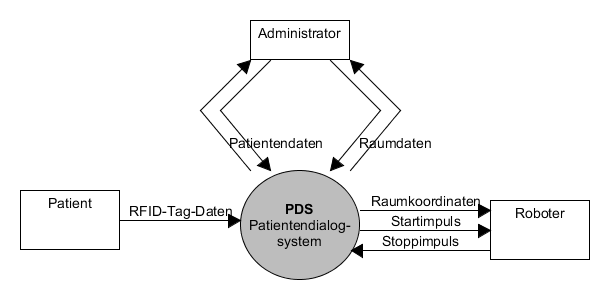 Administrator
Patientendaten
Raumdaten
Patient
RFID-Tag-Daten
PDS
Patientendialog-
system
Raumkoordinaten
Startimpuls
Stoppimpuls
Roboter